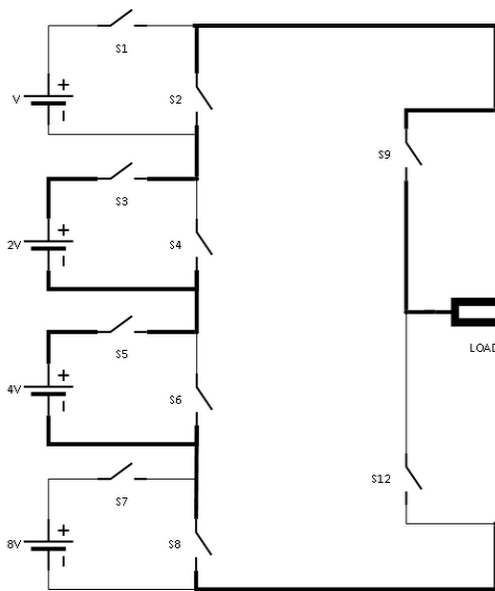 S1
V
+
S2
S9
S3
2V
+
S4
LOAD
S5
4V
+
S6
S7
S12
8V
+
S8